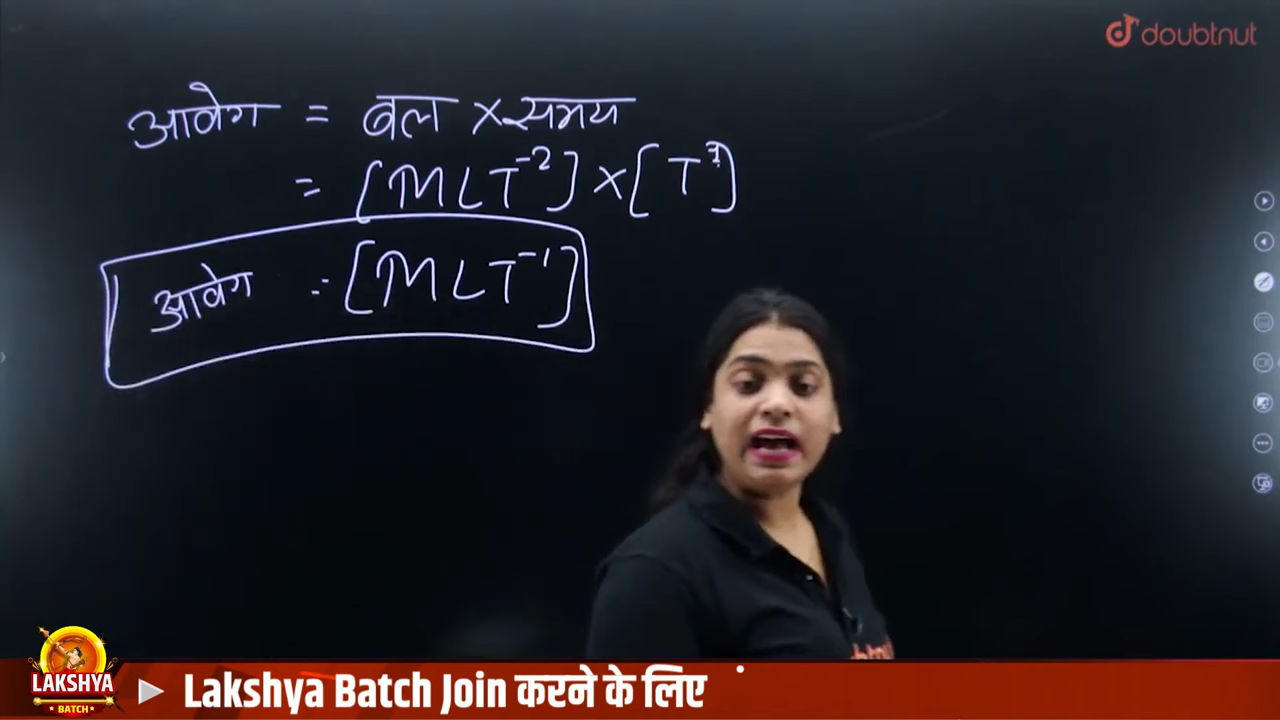 doubtnut
आवेग = बल × समय
= [MLT⁻²] × [T¹]
आवेग = [MLT⁻¹]
LAKSHYA
BATCH
Lakshya Batch Join करने के लिए